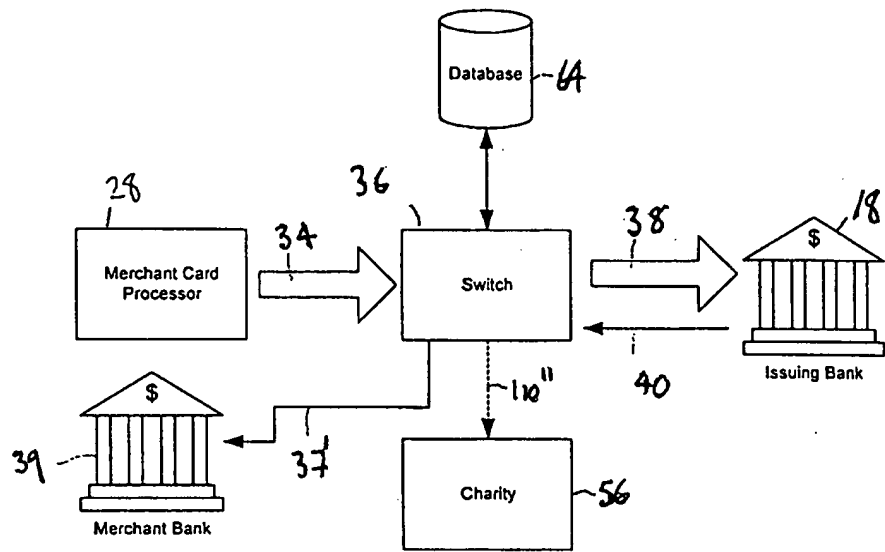 Database
64
36
28
18
$
34
38
Merchant Card
Processor
Switch
40
Issuing Bank
$
110"
39
37'
Charity
56
Merchant Bank